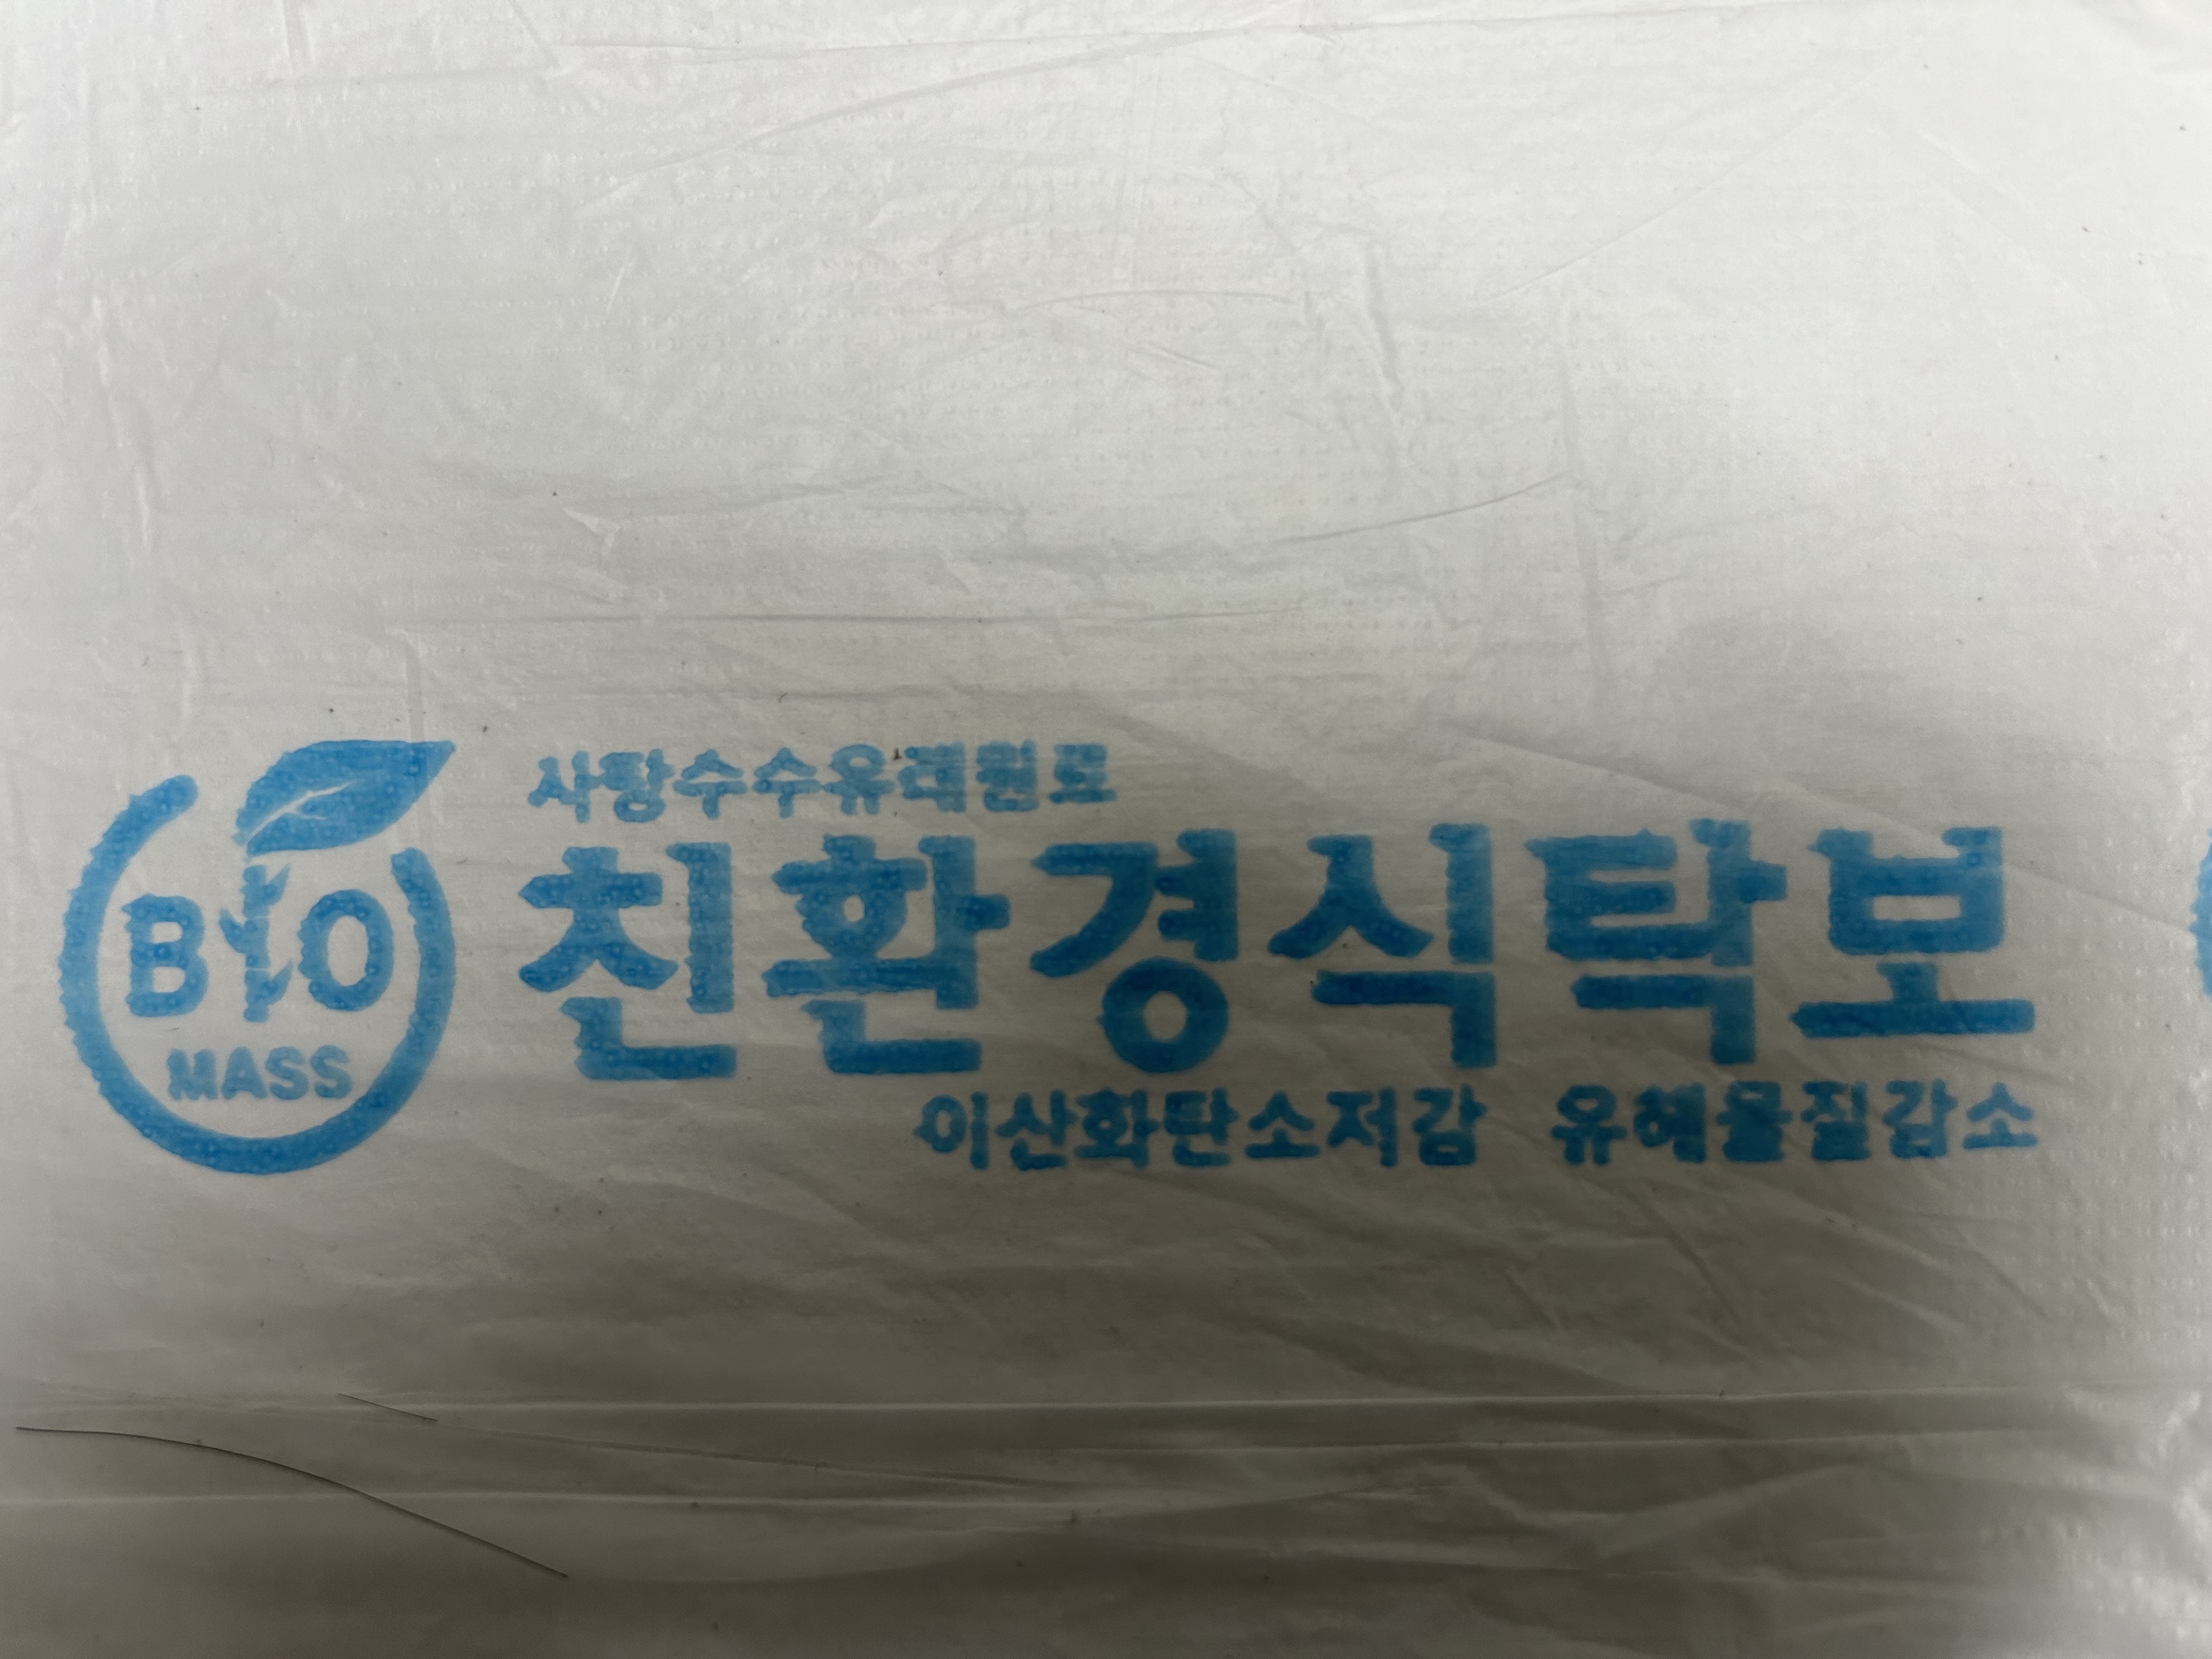 BIO
MASS
사탕수수유래원료
친환경식탁보
이산화탄소저감 유해물질감소